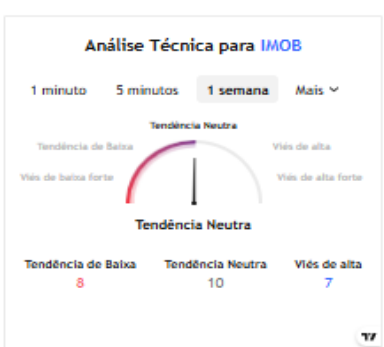 Análise Técnica para IMOB
1 minuto 5 minutos 1 semana Mais
Tendência Neutra
Tendência de Baixa Viés de alta
Viés de baixa forte Viés de alta forte
Tendência Neutra
Tendência de Baixa Tendência Neutra Viés de alta
8 10 7